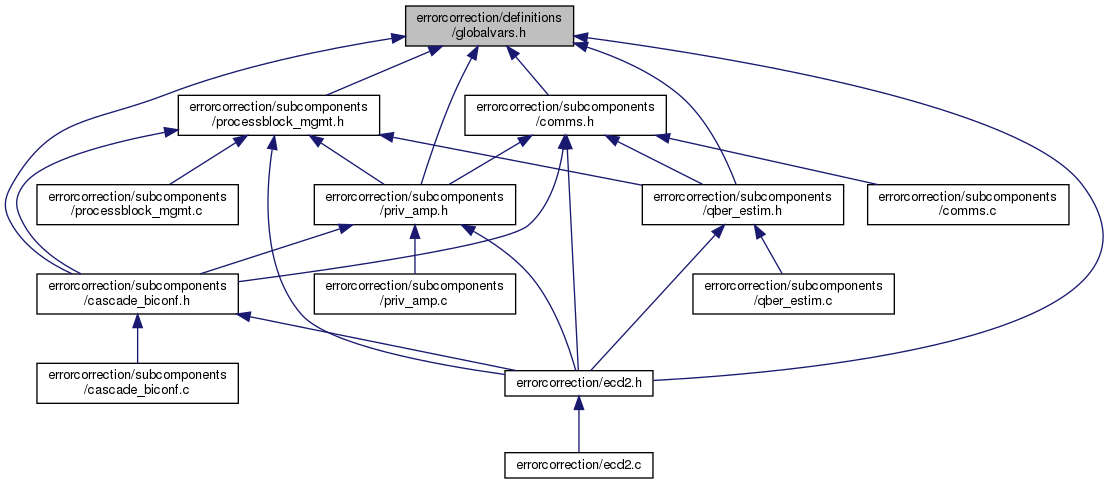 errorcorrection/definitions
/globalvars.h
errorcorrection/subcomponents
/processblock_mgmt.h
errorcorrection/subcomponents
/comms.h
errorcorrection/subcomponents
/processblock_mgmt.c
errorcorrection/subcomponents
/priv_amp.h
errorcorrection/subcomponents
/qber_estim.h
errorcorrection/subcomponents
/comms.c
errorcorrection/subcomponents
/cascade_biconf.h
errorcorrection/subcomponents
/priv_amp.c
errorcorrection/subcomponents
/qber_estim.c
errorcorrection/subcomponents
/cascade_biconf.c
errorcorrection/ecd2.h
errorcorrection/ecd2.c